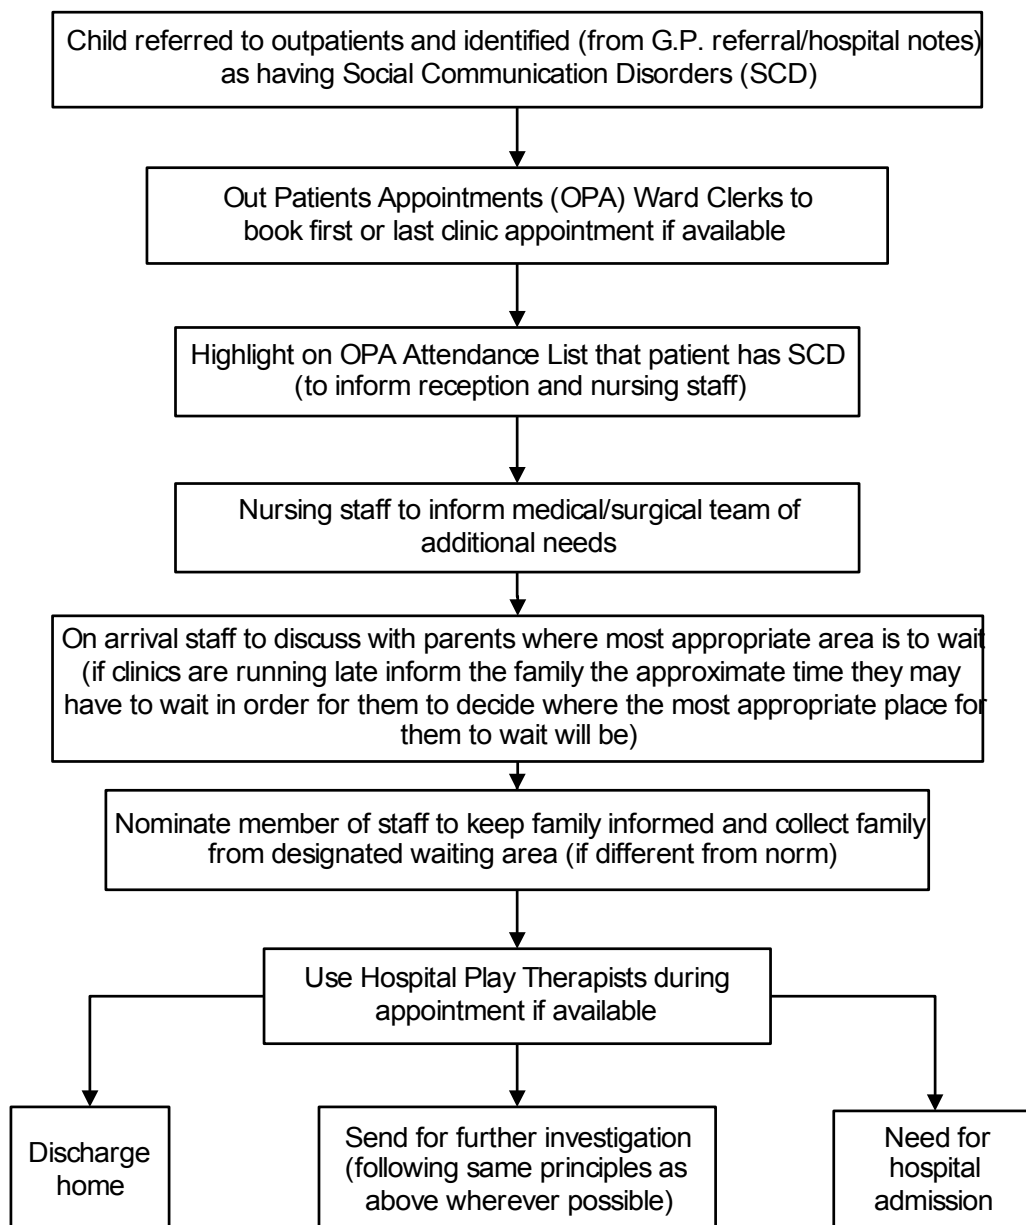 Child referred to outpatients and identified (from G.P. referral/hospital notes)
as having Social Communication Disorders (SCD)
Out Patients Appointments (OPA) Ward Clerks to
book first or last clinic appointment if available
Highlight on OPA Attendance List that patient has SCD
(to inform reception and nursing staff)
Nursing staff to inform medical/surgical team of
additional needs
On arrival staff to discuss with parents where most appropriate area is to wait
(if clinics are running late inform the family the approximate time they may
have to wait in order for them to decide where the most appropriate place for
them to wait will be)
Nominate member of staff to keep family informed and collect family
from designated waiting area (if different from norm)
Use Hospital Play Therapists during
appointment if available
Discharge
home
Send for further investigation
(following same principles as
above wherever possible)
Need for
hospital
admission